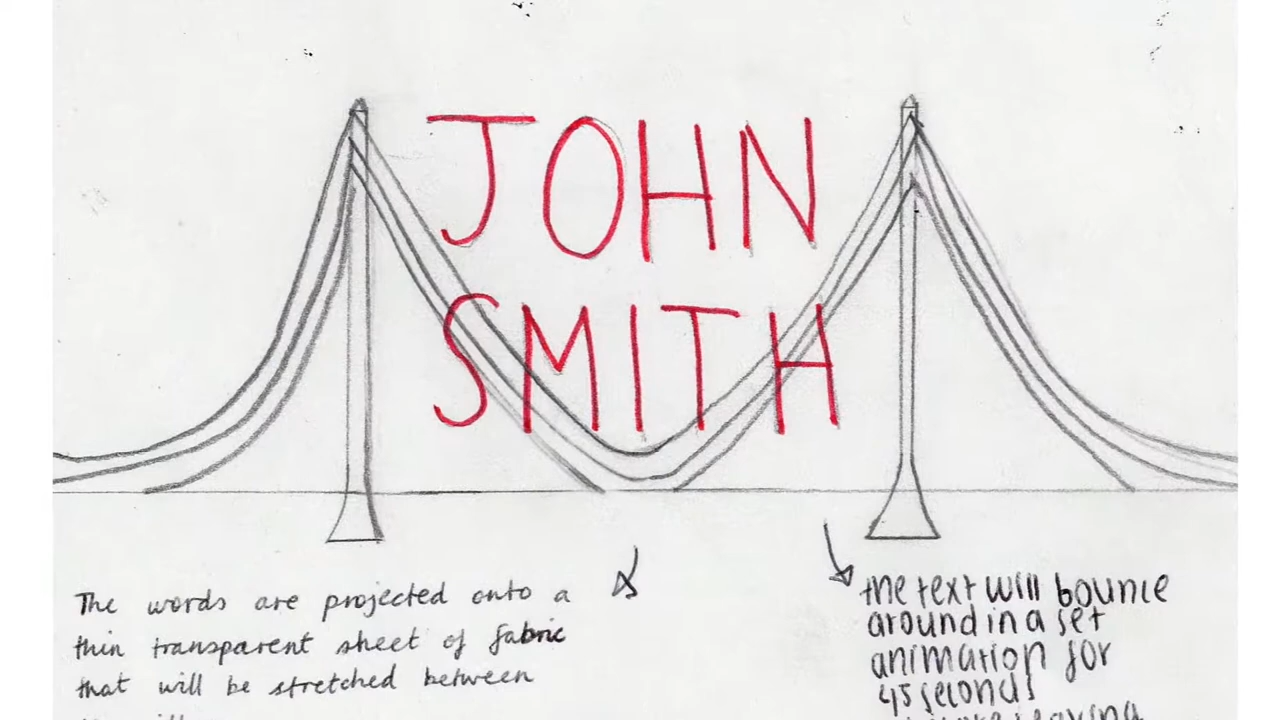 JOHN
SMITH
The words are projected onto a
thin transparent sheet of fabric
that will be stretched between
the text will bounce
around in a set
animation for
45 seconds